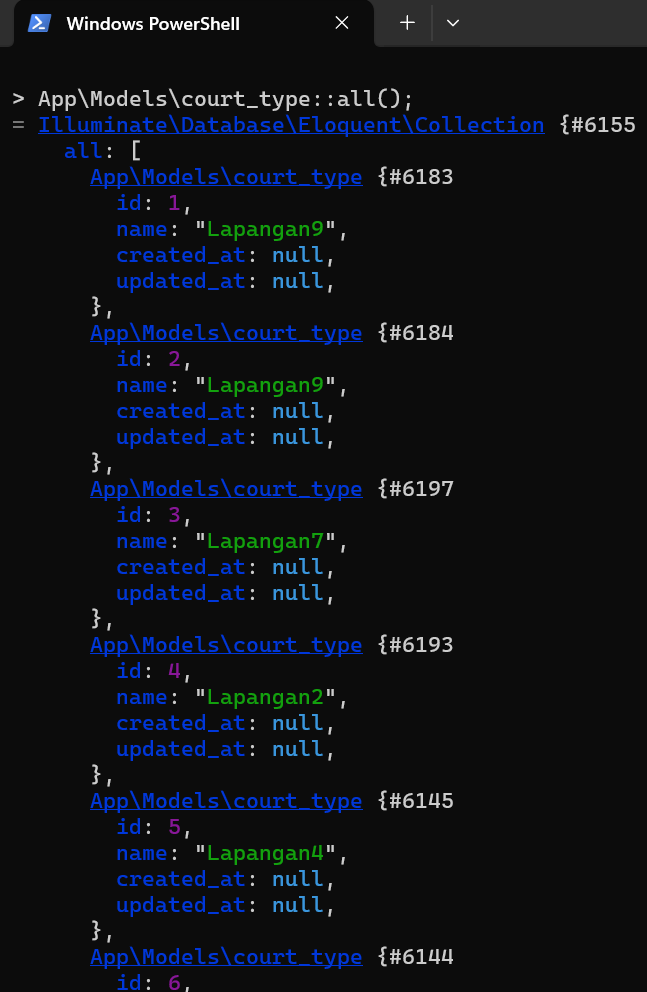 Windows PowerShell
> App\Models\court_type::all();
= Illuminate\Database\Eloquent\Collection {#6155
    all: [
      App\Models\court_type {#6183
        id: 1,
        name: "Lapangan9",
        created_at: null,
        updated_at: null,
      },
      App\Models\court_type {#6184
        id: 2,
        name: "Lapangan9",
        created_at: null,
        updated_at: null,
      },
      App\Models\court_type {#6197
        id: 3,
        name: "Lapangan7",
        created_at: null,
        updated_at: null,
      },
      App\Models\court_type {#6193
        id: 4,
        name: "Lapangan2",
        created_at: null,
        updated_at: null,
      },
      App\Models\court_type {#6145
        id: 5,
        name: "Lapangan4",
        created_at: null,
        updated_at: null,
      },
      App\Models\court_type {#6144
        id: 6,